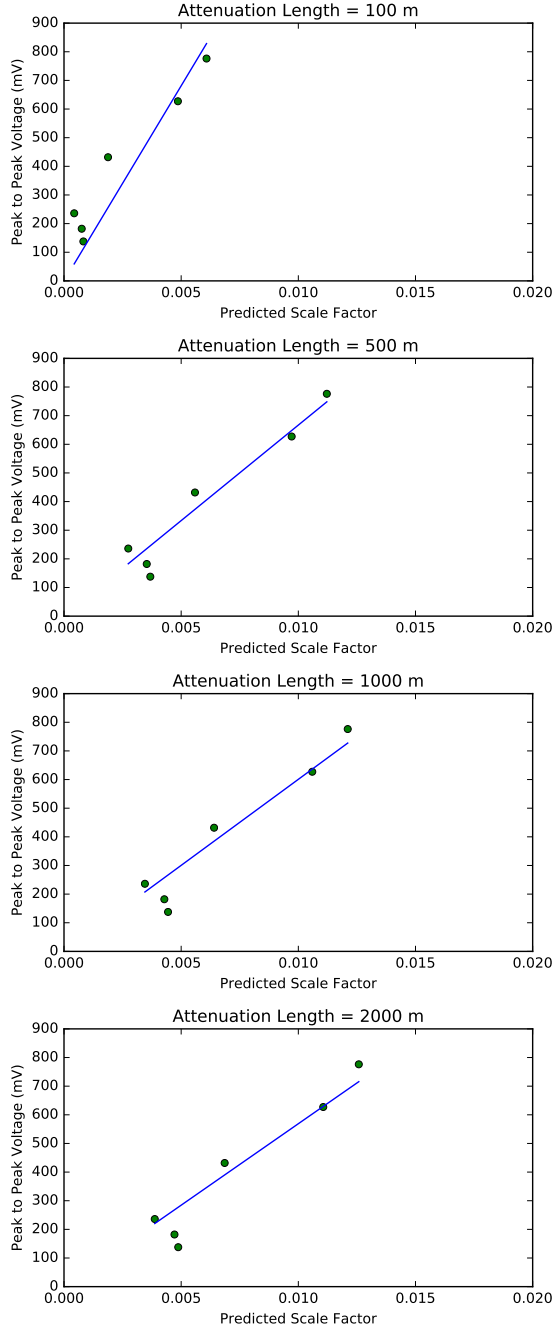 Attenuation Length = 100 m
900
800
700
600
500
400
300
200
100
0
Peak to Peak Voltage (mV)
0.000 0.005 0.010 0.015 0.020
Predicted Scale Factor
Attenuation Length = 500 m
900
800
700
600
500
400
300
200
100
0
Peak to Peak Voltage (mV)
0.000 0.005 0.010 0.015 0.020
Predicted Scale Factor
Attenuation Length = 1000 m
900
800
700
600
500
400
300
200
100
0
Peak to Peak Voltage (mV)
0.000 0.005 0.010 0.015 0.020
Predicted Scale Factor
Attenuation Length = 2000 m
900
800
700
600
500
400
300
200
100
0
Peak to Peak Voltage (mV)
0.000 0.005 0.010 0.015 0.020
Predicted Scale Factor